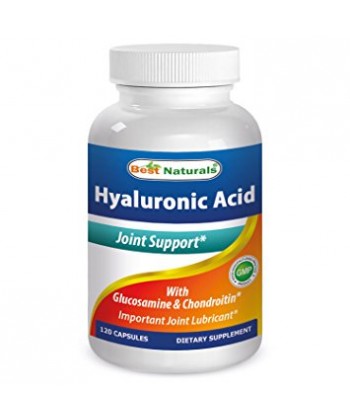 Best Naturals®
Hyaluronic Acid
Joint Support*
With
Glucosamine & Chondroitin*
Important Joint Lubricant*
GMP
120 CAPSULES
DIETARY SUPPLEMENT